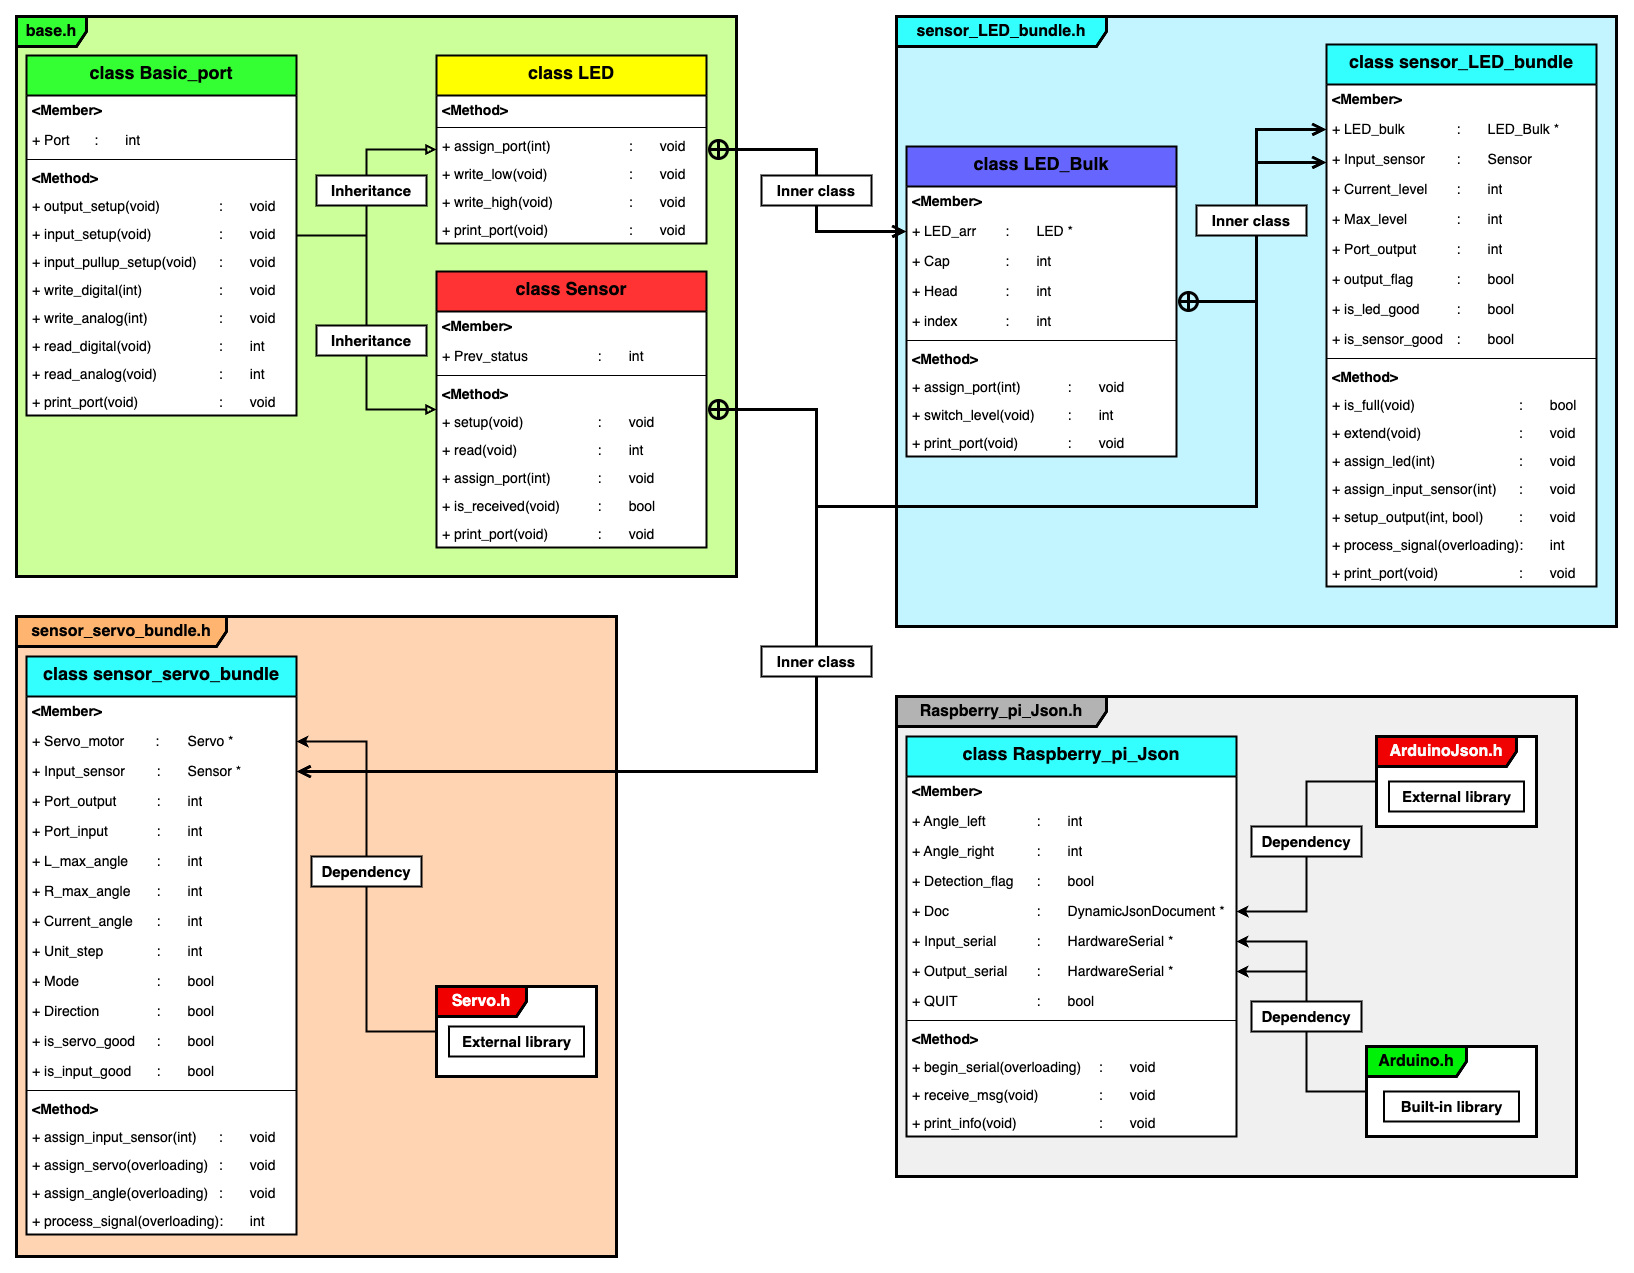 base.h
class Basic_port
<Member>
+ Port : int
<Method>
+ output_setup(void) : void
+ input_setup(void) : void
+ input_pullup_setup(void) : void
+ write_digital(int) : void
+ write_analog(int) : void
+ read_digital(void) : int
+ read_analog(void) : int
+ print_port(void) : void
Inheritance
Inheritance
class LED
<Method>
+ assign_port(int) : void
+ write_low(void) : void
+ write_high(void) : void
+ print_port(void) : void
class Sensor
<Member>
+ Prev_status : int
<Method>
+ setup(void) : void
+ read(void) : int
+ assign_port(int) : void
+ is_received(void) : bool
+ print_port(void) : void
Inner class
sensor_LED_bundle.h
class LED_Bulk
<Member>
+ LED_arr : LED *
+ Cap : int
+ Head : int
+ index : int
<Method>
+ assign_port(int) : void
+ switch_level(void) : int
+ print_port(void) : void
Inner class
class sensor_LED_bundle
<Member>
+ LED_bulk : LED_Bulk *
+ Input_sensor : Sensor
+ Current_level : int
+ Max_level : int
+ Port_output : int
+ output_flag : bool
+ is_led_good : bool
+ is_sensor_good : bool
<Method>
+ is_full(void) : bool
+ extend(void) : void
+ assign_led(int) : void
+ assign_input_sensor(int) : void
+ setup_output(int, bool) : void
+ process_signal(overloading): int
+ print_port(void) : void
Inner class
sensor_servo_bundle.h
class sensor_servo_bundle
<Member>
+ Servo_motor : Servo *
+ Input_sensor : Sensor *
+ Port_output : int
+ Port_input : int
+ L_max_angle : int
+ R_max_angle : int
+ Current_angle : int
+ Unit_step : int
+ Mode : bool
+ Direction : bool
+ is_servo_good : bool
+ is_input_good : bool
<Method>
+ assign_input_sensor(int) : void
+ assign_servo(overloading) : void
+ assign_angle(overloading) : void
+ process_signal(overloading): int
Dependency
Servo.h
External library
Raspberry_pi_Json.h
class Raspberry_pi_Json
<Member>
+ Angle_left : int
+ Angle_right : int
+ Detection_flag : bool
+ Doc : DynamicJsonDocument *
+ Input_serial : HardwareSerial *
+ Output_serial : HardwareSerial *
+ QUIT : bool
<Method>
+ begin_serial(overloading) : void
+ receive_msg(void) : void
+ print_info(void) : void
ArduinoJson.h
External library
Dependency
Dependency
Arduino.h
Built-in library